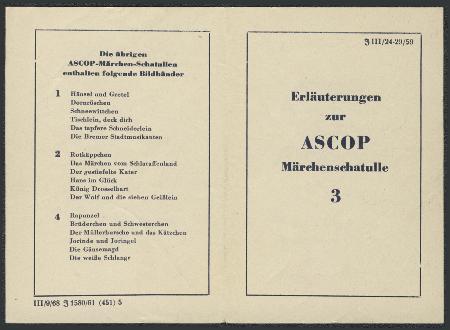 Die übrigen
ASCOP-Märchen-Schatullen
enthalten folgende Bildbänder
1 Hänsel und Gretel
Dornröschen
Schneewittchen
Tischlein, deck dich
Das tapfere Schneiderlein
Die Bremer Stadtmusikanten
2 Rotkäppchen
Das Märchen vom Schlaraffenland
Der gestiefelte Kater
Hans im Glück
König Drosselbart
Der Wolf und die sieben Geißlein
4 Rapunzel
Brüderchen und Schwesterchen
Der Müllerbursche und das Kätzchen
Jorinde und Joringel
Die Gänsemagd
Die weiße Schlange
III/9/68 J 1580/61 (451) 5
J III/24-29/59
Erläuterungen
zur
ASCOP
Märchenschatulle
3